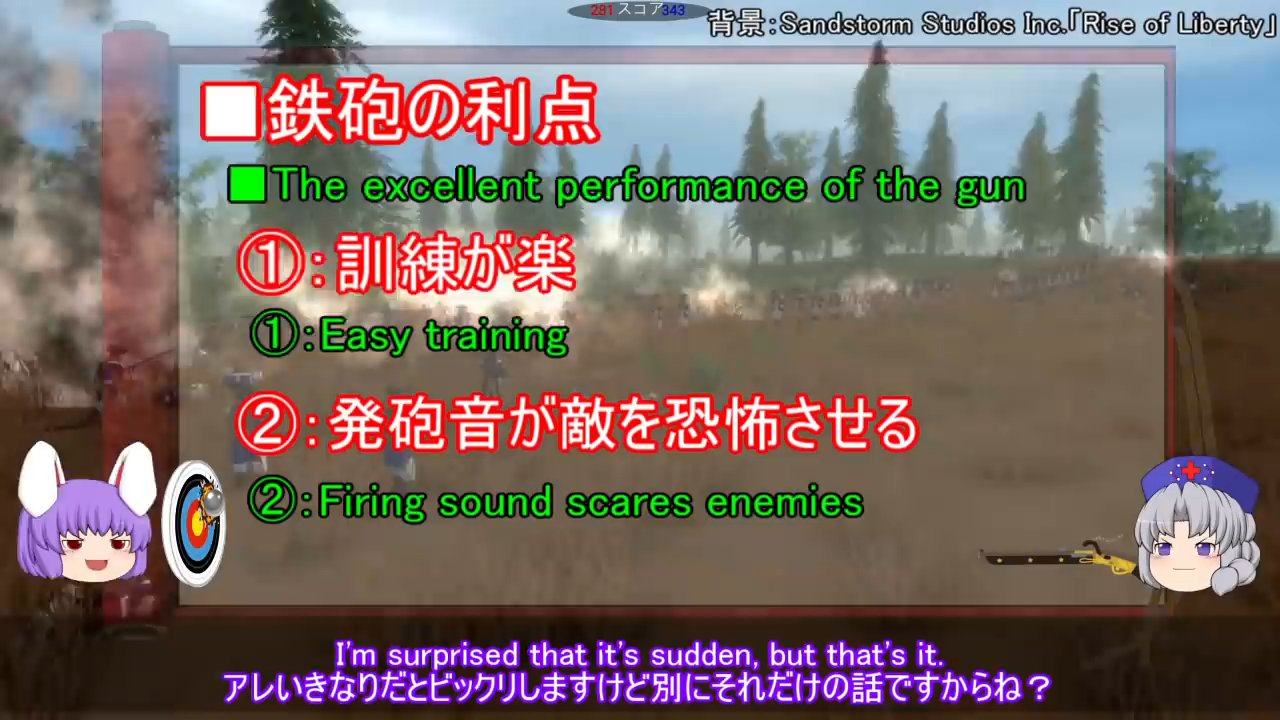 281 スコア 343
背景：Sandstorm Studios Inc.「Rise of Liberty」
■鉄砲の利点
■The excellent performance of the gun
①：訓練が楽
①：Easy training
②：発砲音が敵を恐怖させる
②：Firing sound scares enemies
I'm surprised that it's sudden, but that's it.
アレいきなりだとビックリしますけど別にそれだけの話ですからね？